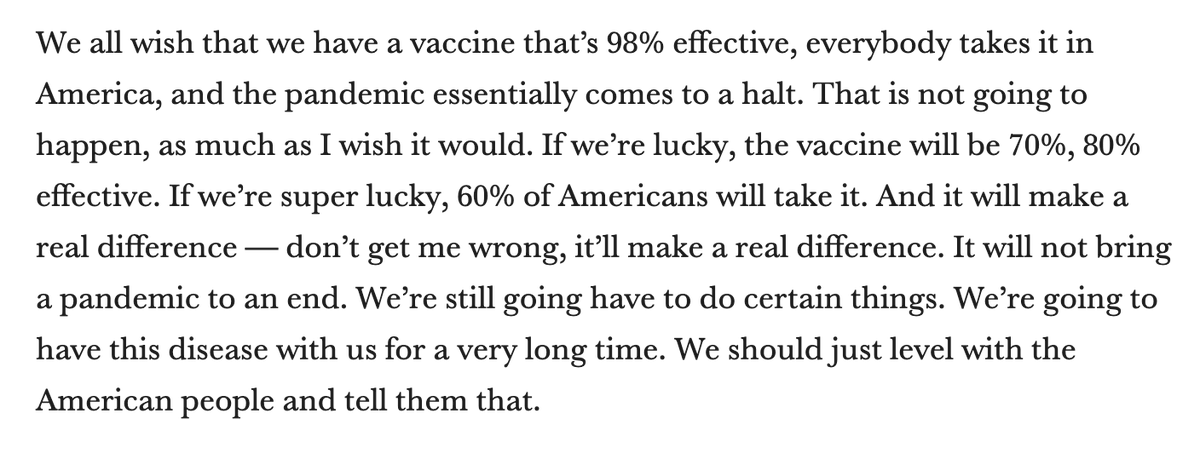 We all wish that we have a vaccine that’s 98% effective, everybody takes it in
America, and the pandemic essentially comes to a halt. That is not going to
happen, as much as I wish it would. If we’re lucky, the vaccine will be 70%, 80%
effective. If we’re super lucky, 60% of Americans will take it. And it will make a
real difference — don’t get me wrong, it’ll make a real difference. It will not bring
a pandemic to an end. We’re still going have to do certain things. We’re going to
have this disease with us for a very long time. We should just level with the
American people and tell them that.